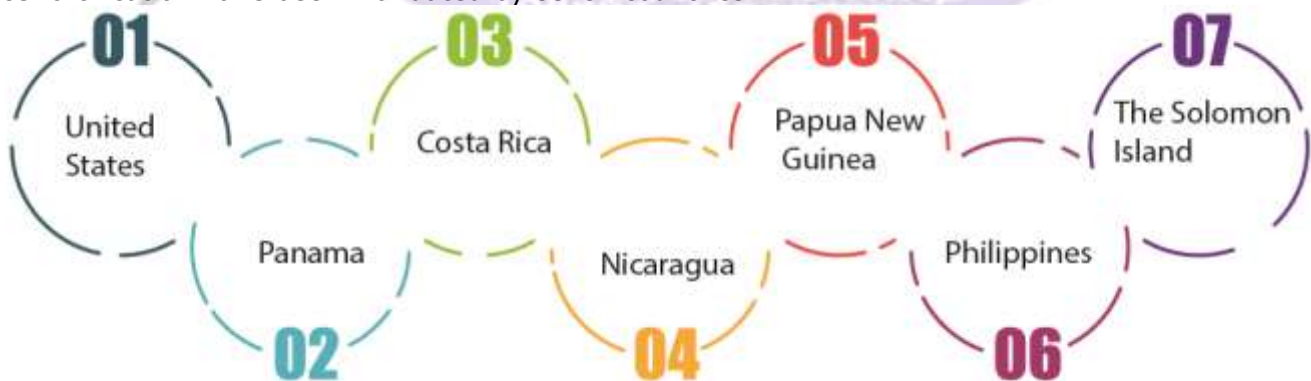 01
United
States
02
Panama
03
Costa Rica
04
Nicaragua
05
Papua New
Guinea
06
Philippines
07
The Solomon
Island